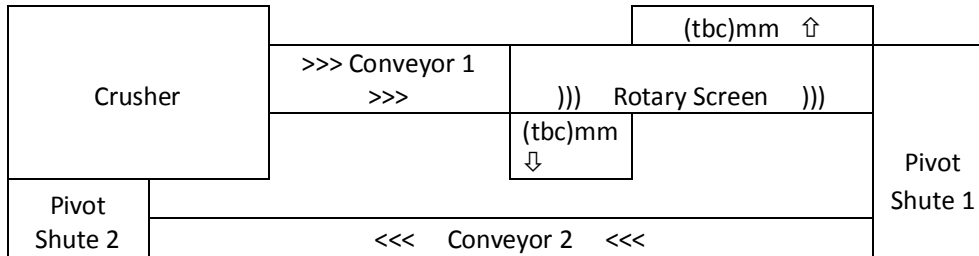 (tbc)mm ⇧
>>> Conveyor 1
>>>
Crusher
))) Rotary Screen )))
(tbc)mm
⇩
Pivot
Shute 1
Pivot
Shute 2
<<< Conveyor 2 <<<